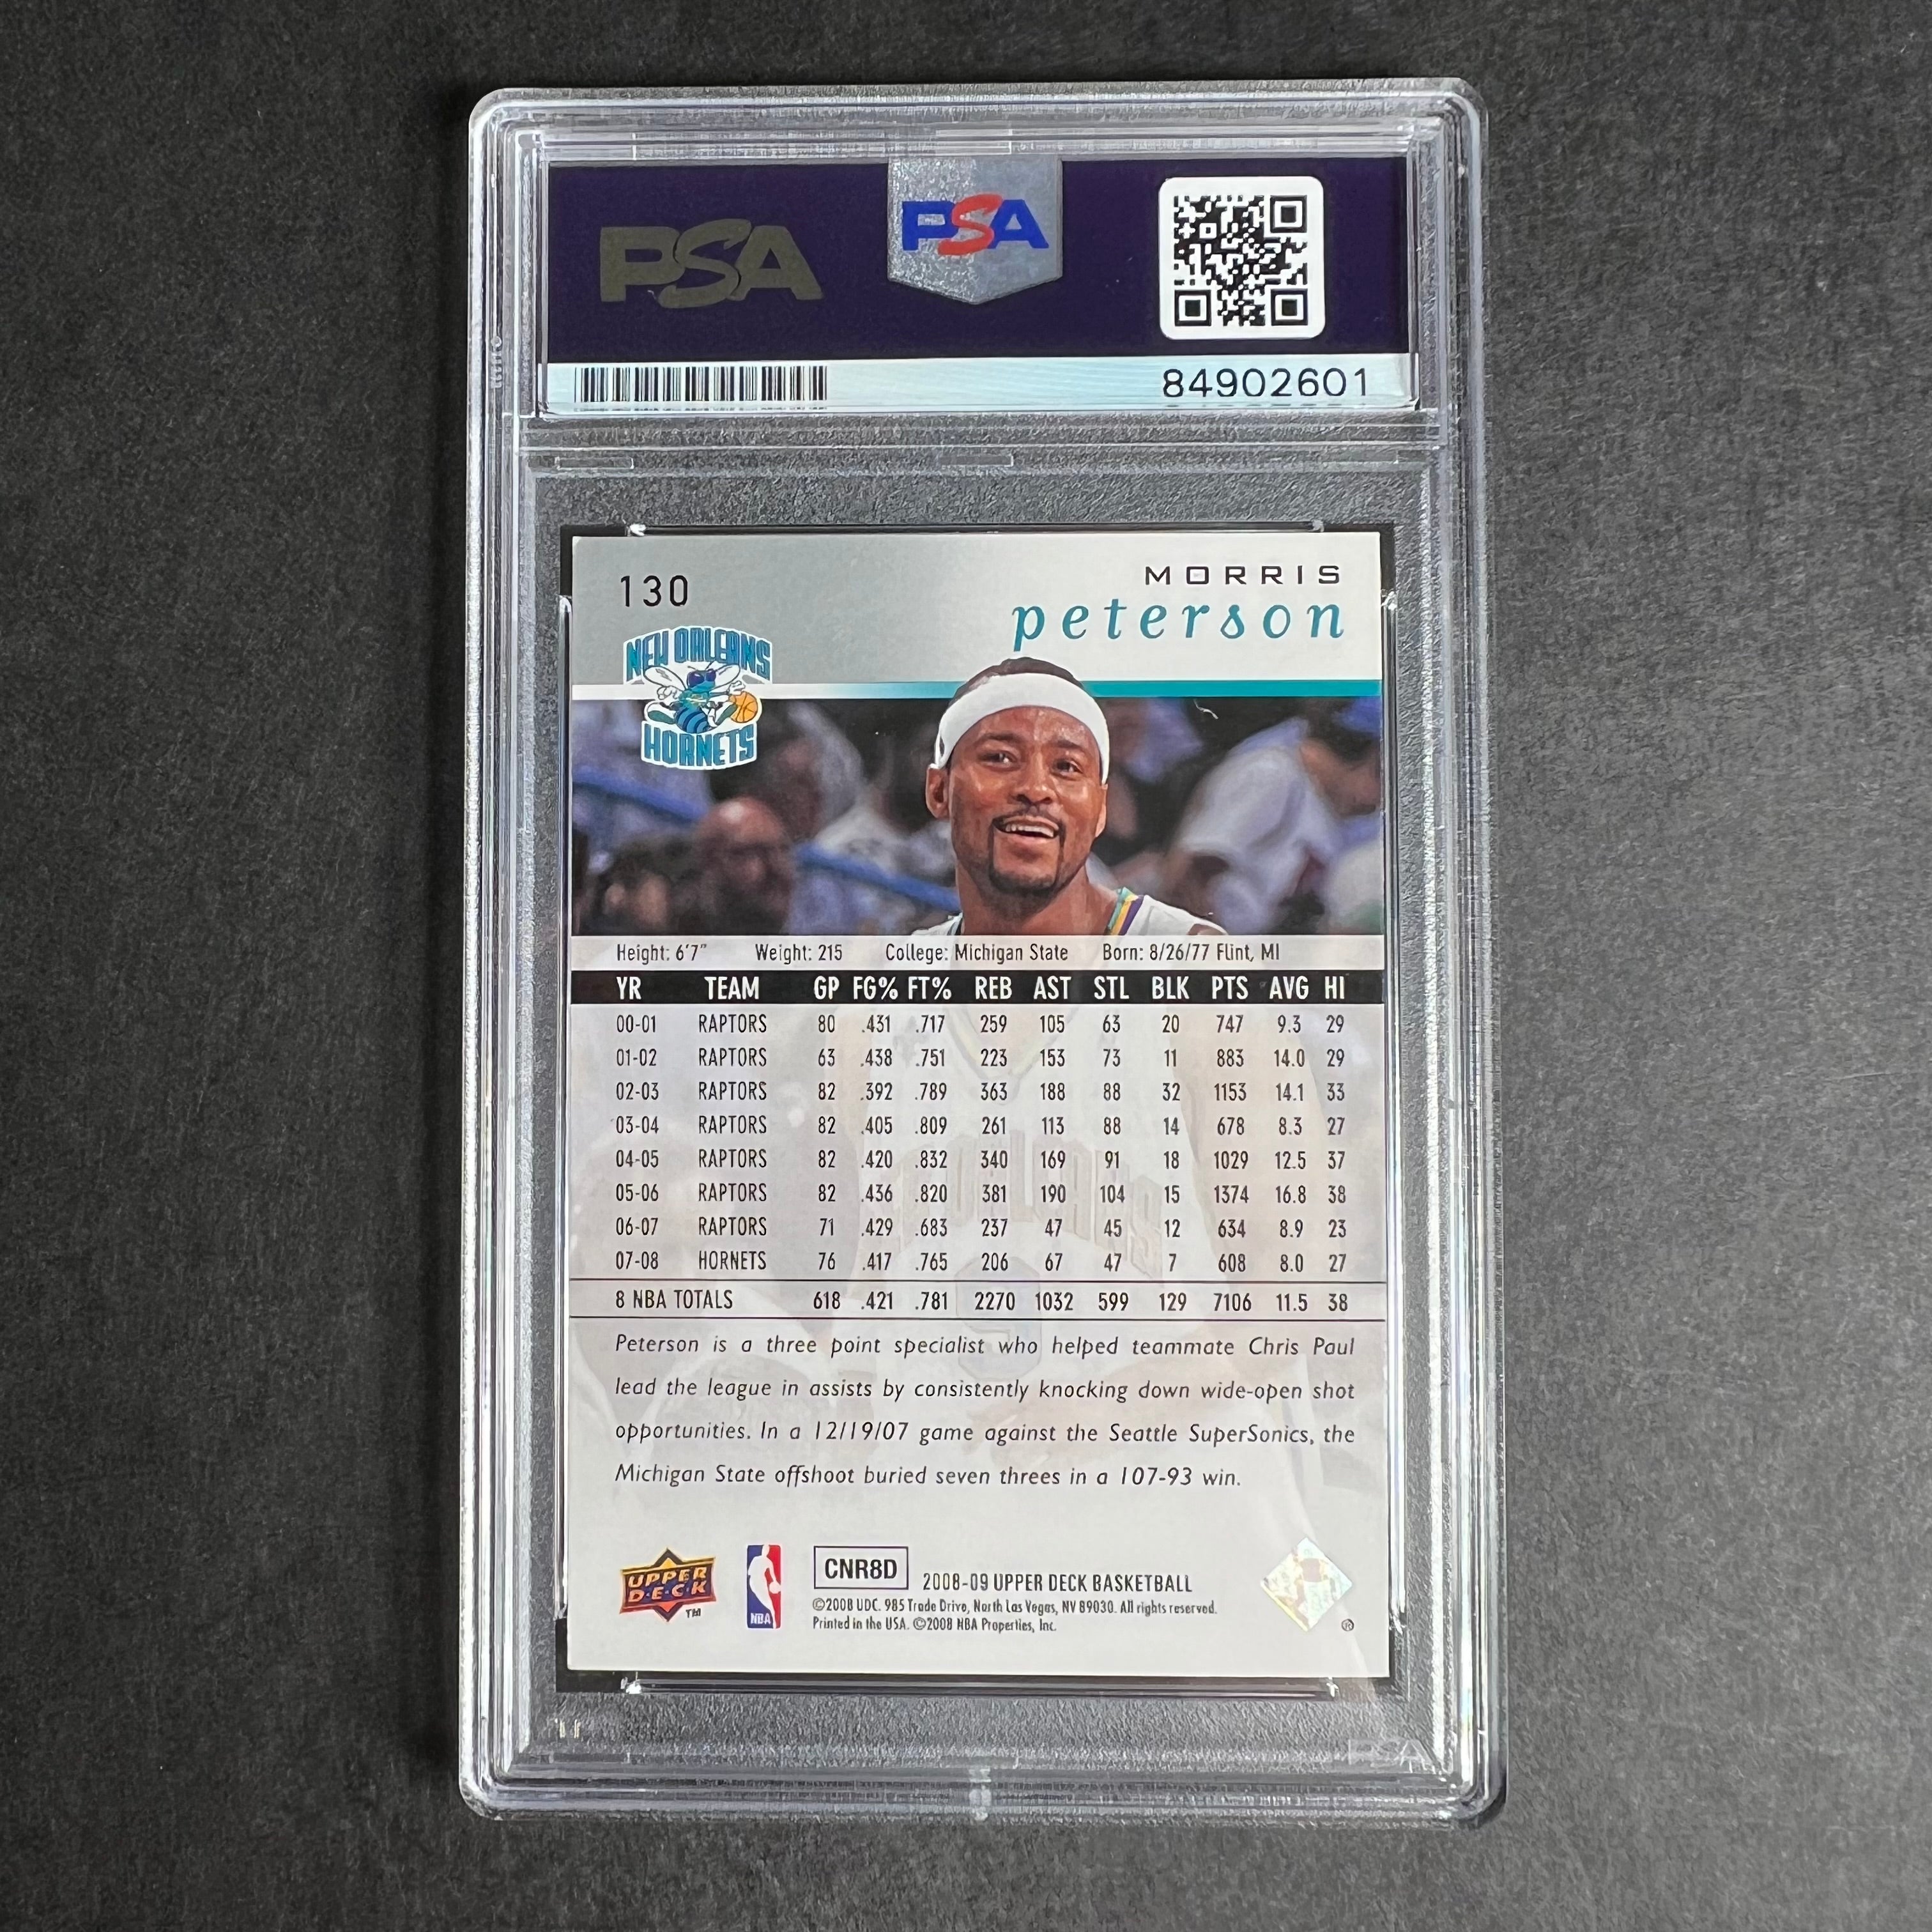 PSA
PSA
84902601
130
MORRIS
peterson
NEW ORLEANS
HORNETS
Height: 6'7" Weight: 215 College: Michigan State Born: 8/26/77 Flint, MI
YR TEAM GP FG% FT% REB AST STL BLK PTS AVG HI
00-01 RAPTORS 80 .431 .717 259 105 63 20 747 9.3 29
01-02 RAPTORS 63 .438 .751 223 153 73 11 883 14.0 29
02-03 RAPTORS 82 .392 .789 363 188 88 32 1153 14.1 33
03-04 RAPTORS 82 .405 .809 261 113 88 14 678 8.3 27
04-05 RAPTORS 82 .420 .832 340 169 91 18 1029 12.5 37
05-06 RAPTORS 82 .436 .820 381 190 104 15 1374 16.8 38
06-07 RAPTORS 71 .429 .683 237 47 45 12 634 8.9 23
07-08 HORNETS 76 .417 .765 206 67 47 7 608 8.0 27
8 NBA TOTALS 618 .421 .781 2270 1032 599 129 7106 11.5 38
Peterson is a three point specialist who helped teammate Chris Paul
lead the league in assists by consistently knocking down wide-open shot
opportunities. In a 12/19/07 game against the Seattle SuperSonics, the
Michigan State offshoot buried seven threes in a 107-93 win.
UPPER
DECK
TM
NBA
CNR8D 2008-09 UPPER DECK BASKETBALL
©2008 UDC. 985 Trade Drive, North Las Vegas, NV 89030. All rights reserved.
Printed in the USA. ©2008 NBA Properties, Inc.
®
PSA